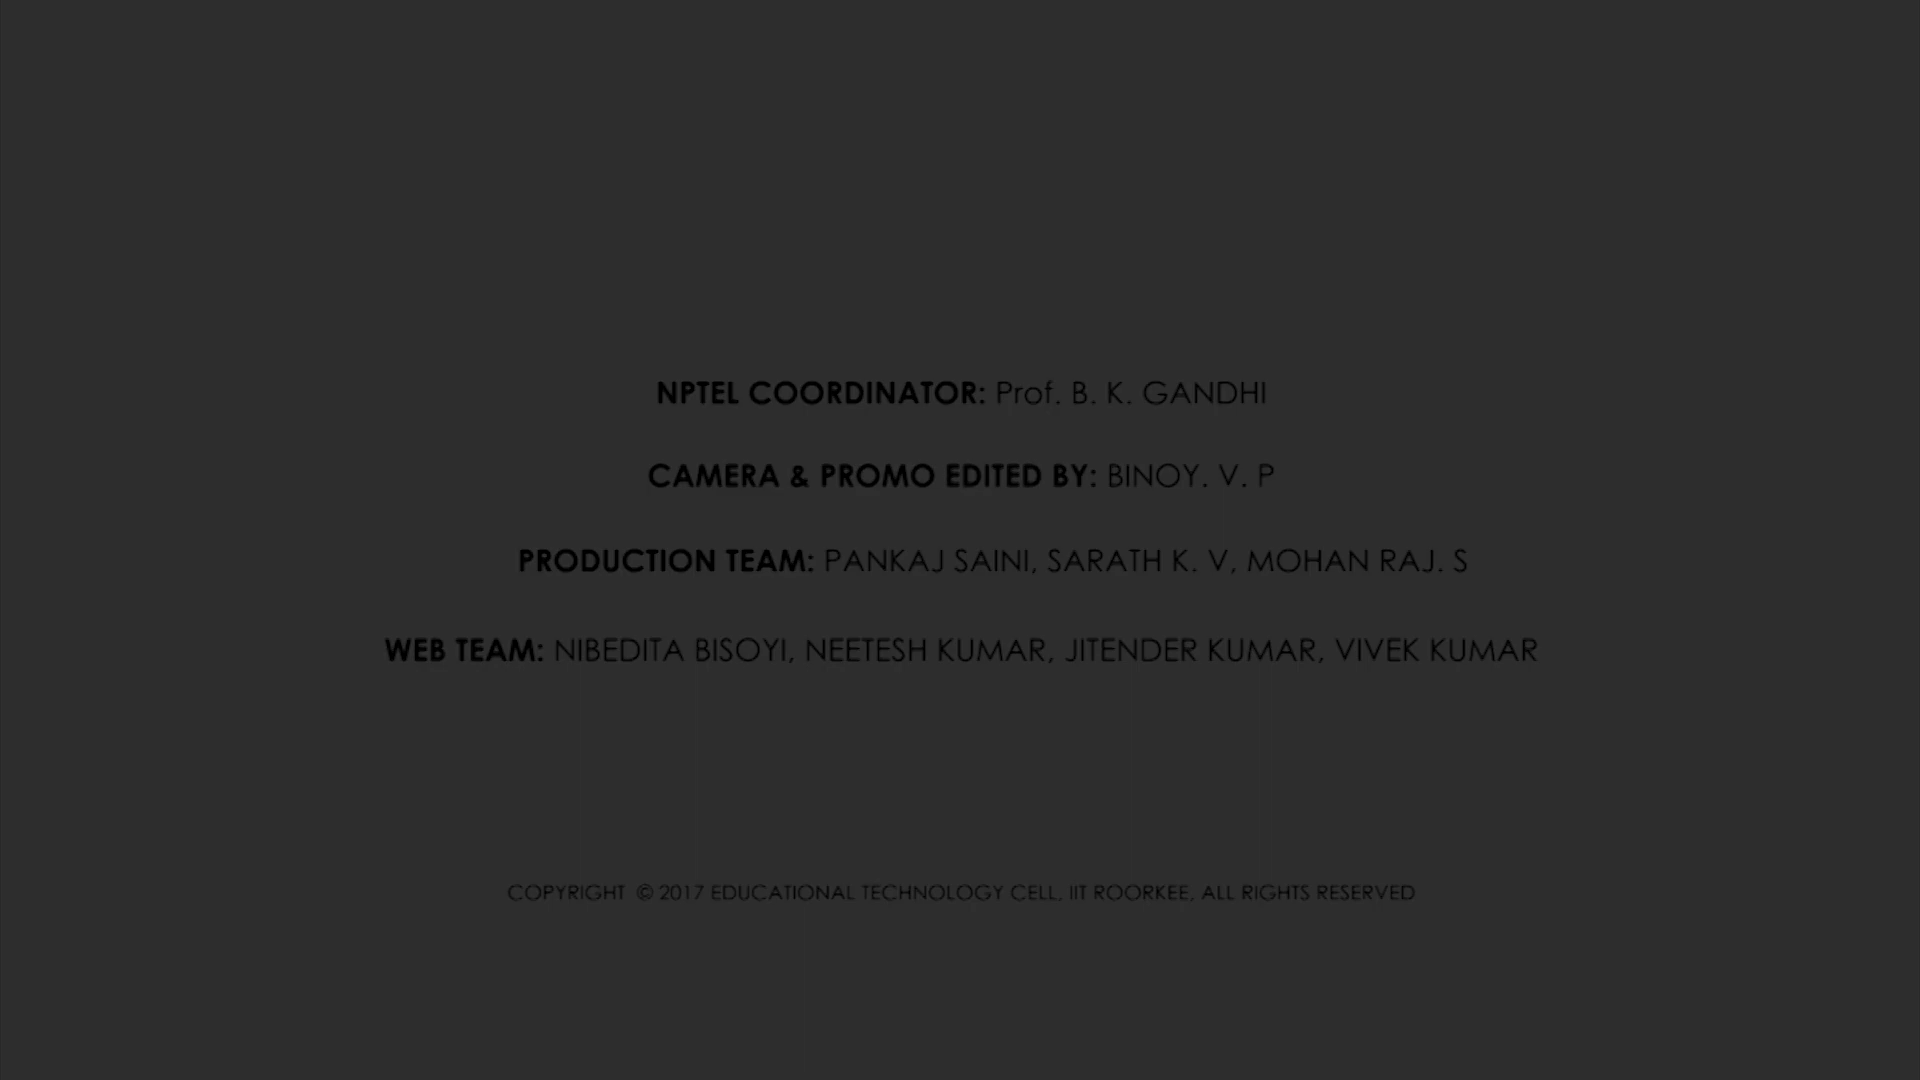 NPTEL COORDINATOR: Prof. B. K. GANDHI
CAMERA & PROMO EDITED BY: BINOY. V. P
PRODUCTION TEAM: PANKAJ SAINI, SARATH K. V, MOHAN RAJ. S
WEB TEAM: NIBEDITA BISOYI, NEETESH KUMAR, JITENDER KUMAR, VIVEK KUMAR
COPYRIGHT © 2017 EDUCATIONAL TECHNOLOGY CELL, IIT ROORKEE, ALL RIGHTS RESERVED